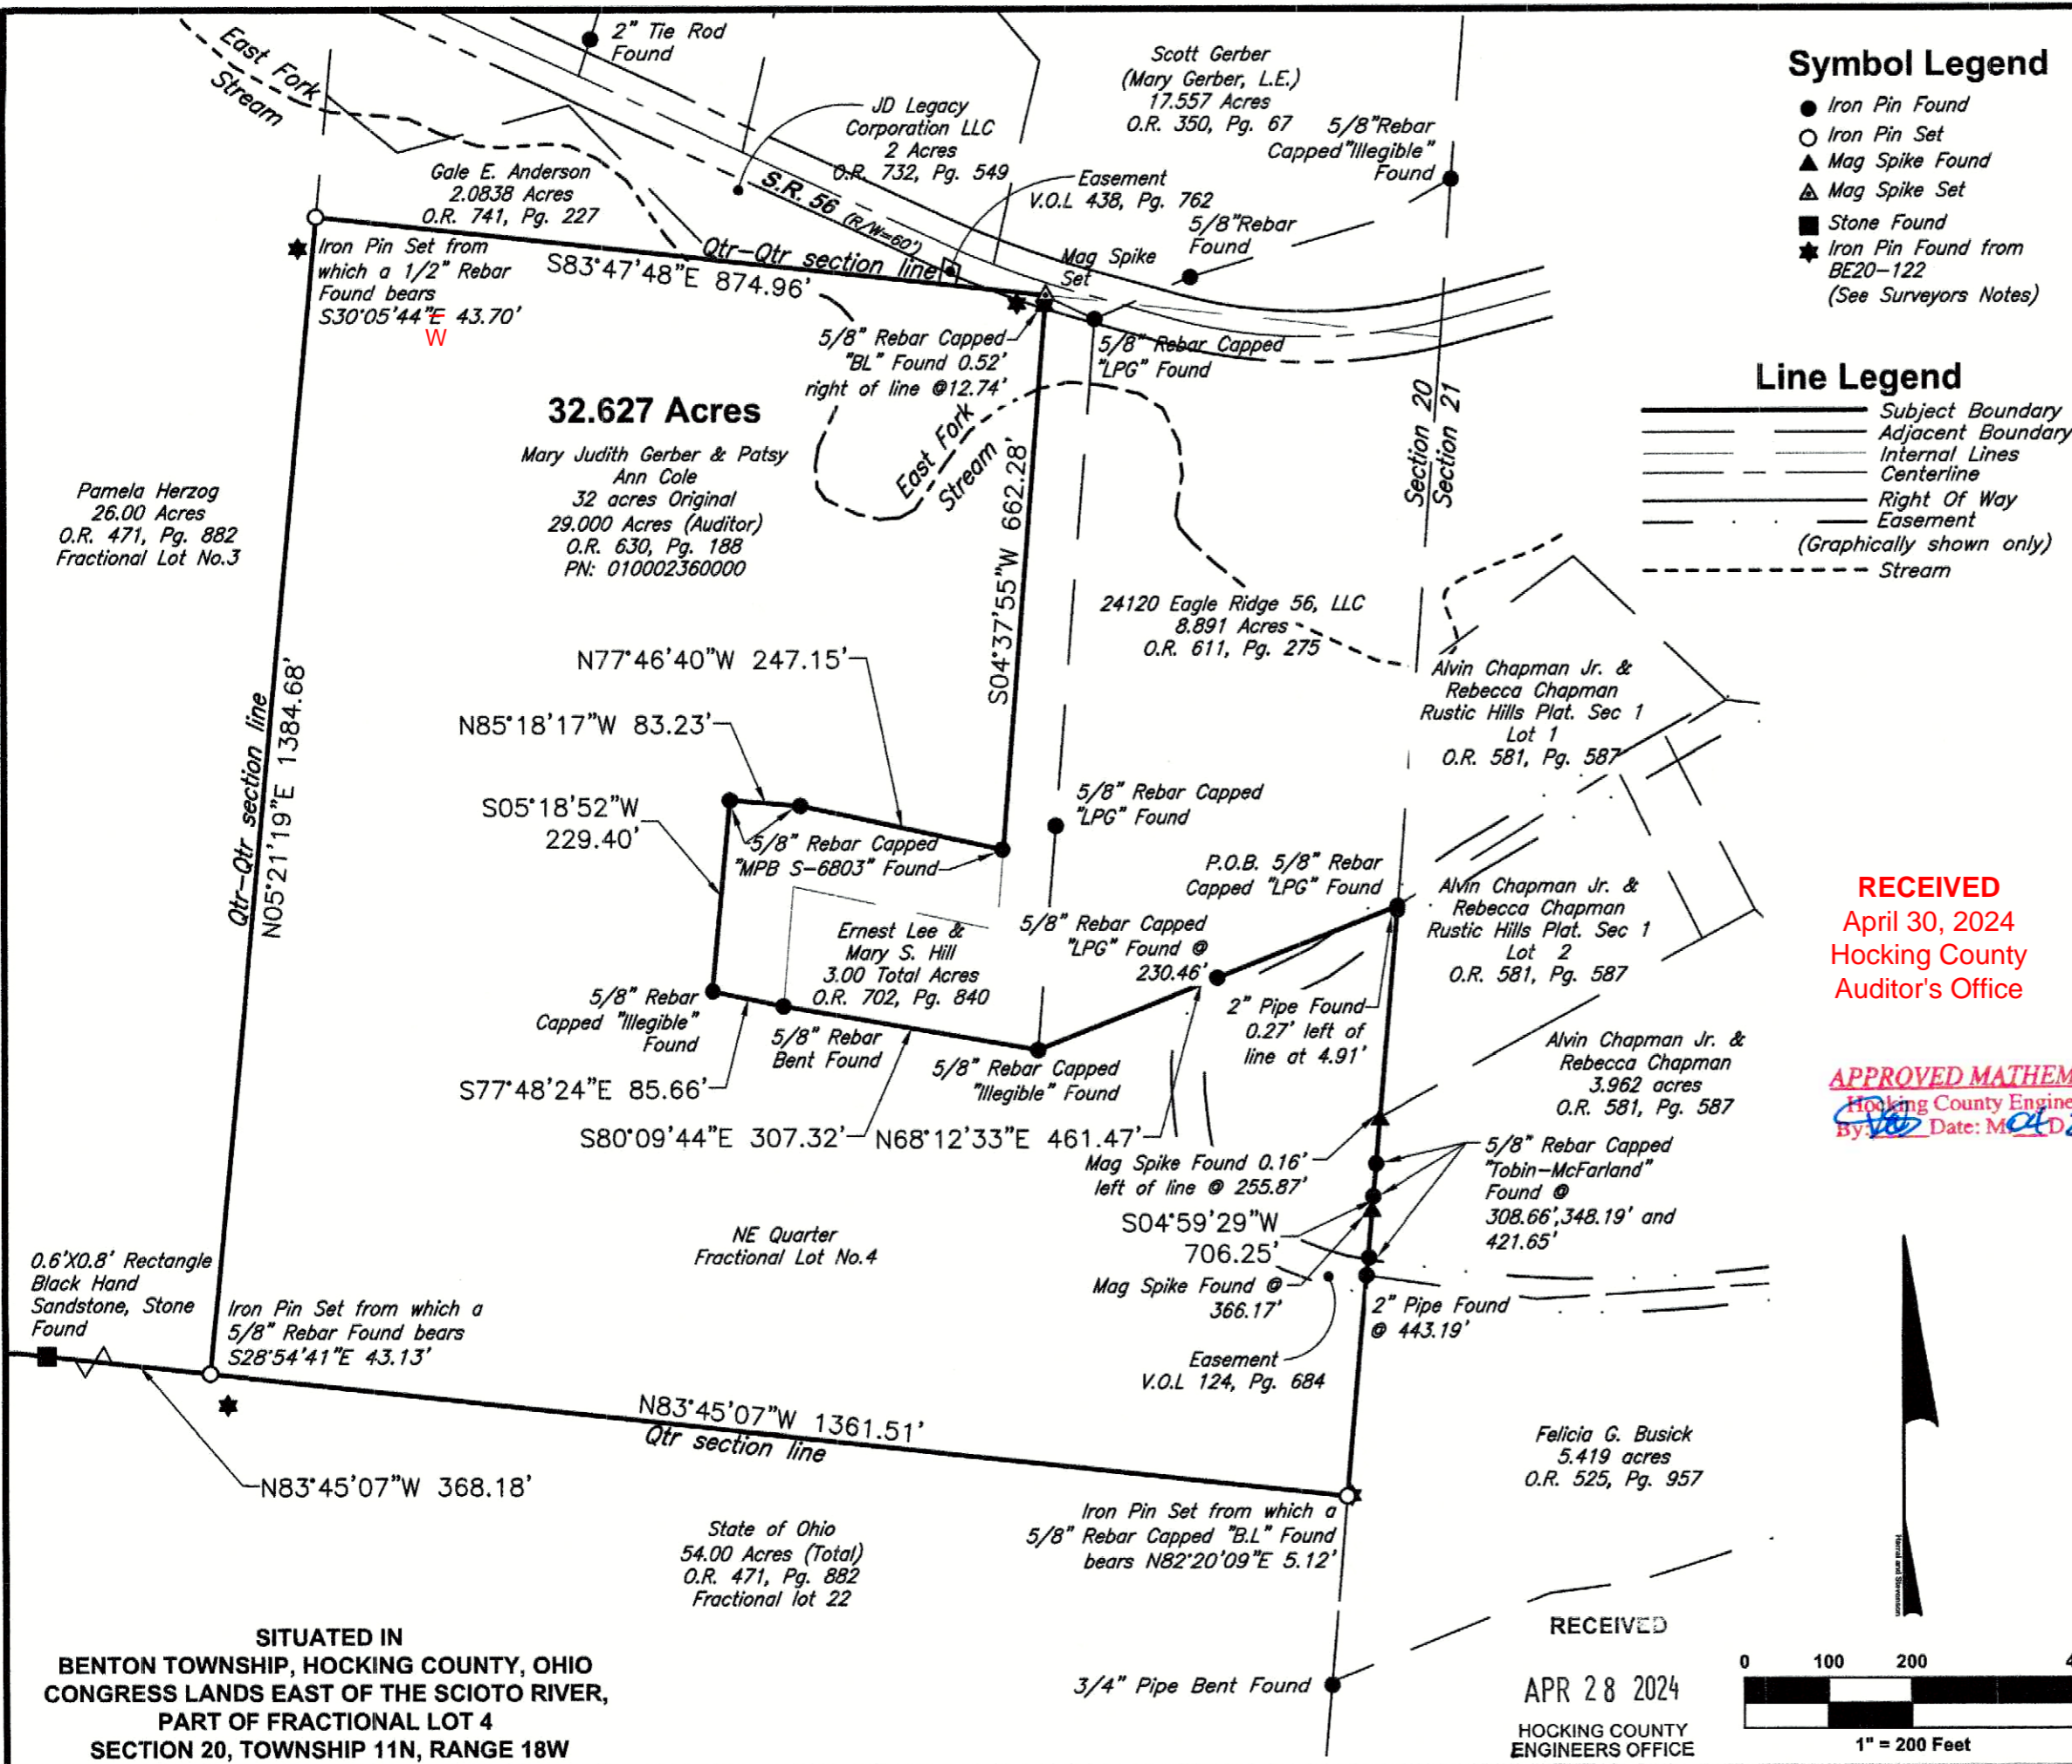 East Fork
Stream
2" Tie Rod
Found
JD Legacy
Corporation LLC
2 Acres
O.R. 732, Pg. 549
Scott Gerber
(Mary Gerber, L.E.)
17.557 Acres
O.R. 350, Pg. 67
5/8"Rebar
Capped"Illegible"
Found
Gale E. Anderson
2.0838 Acres
O.R. 741, Pg. 227
S.R. 56 (R/W=60')
Easement
V.O.L 438, Pg. 762
5/8"Rebar
Found
Mag Spike
Set
Qtr-Qtr section line
S83°47'48"E 874.96'
Iron Pin Set from
which a 1/2" Rebar
Found bears
S30°05'44"E 43.70'
W
5/8" Rebar Capped
"BL" Found 0.52'
right of line @12.74'
5/8" Rebar Capped
"LPG" Found
Symbol Legend
Iron Pin Found
Iron Pin Set
Mag Spike Found
Mag Spike Set
Stone Found
Iron Pin Found from
BE20-122
(See Surveyors Notes)
Line Legend
Subject Boundary
Adjacent Boundary
Internal Lines
Centerline
Right Of Way
Easement
(Graphically shown only)
Stream
Section 20
Section 21
32.627 Acres
Mary Judith Gerber & Patsy
Ann Cole
32 acres Original
29.000 Acres (Auditor)
O.R. 630, Pg. 188
PN: 010002360000
East Fork
Stream
S04°37'55"W 662.28'
Pamela Herzog
26.00 Acres
O.R. 471, Pg. 882
Fractional Lot No.3
24120 Eagle Ridge 56, LLC
8.891 Acres
O.R. 611, Pg. 275
Qtr-Qtr section line
N05°21'19"E 1384.68'
N77°46'40"W 247.15'
N85°18'17"W 83.23'
S05°18'52"W
229.40'
5/8" Rebar Capped
"MPB S-6803" Found
5/8" Rebar Capped
"LPG" Found
Alvin Chapman Jr. &
Rebecca Chapman
Rustic Hills Plat. Sec 1
Lot 1
O.R. 581, Pg. 587
P.O.B. 5/8" Rebar
Capped "LPG" Found
Alvin Chapman Jr. &
Rebecca Chapman
Rustic Hills Plat. Sec 1
Lot 2
O.R. 581, Pg. 587
RECEIVED
April 30, 2024
Hocking County
Auditor's Office
Ernest Lee &
Mary S. Hill
3.00 Total Acres
O.R. 702, Pg. 840
5/8" Rebar Capped
"LPG" Found @
230.46'
5/8" Rebar
Capped "Illegible"
Found
5/8" Rebar
Bent Found
5/8" Rebar Capped
"Illegible" Found
2" Pipe Found
0.27' left of
line at 4.91'
Alvin Chapman Jr. &
Rebecca Chapman
3.962 acres
O.R. 581, Pg. 587
APPROVED MATHEM
Hocking County Engine
By: Date: M 04 D
S77°48'24"E 85.66'
S80°09'44"E 307.32'
N68°12'33"E 461.47'
Mag Spike Found 0.16'
left of line @ 255.87'
5/8" Rebar Capped
"Tobin-McFarland"
Found @
308.66',348.19' and
421.65'
S04°59'29"W
706.25'
Mag Spike Found @
366.17'
2" Pipe Found
@ 443.19'
Easement
V.O.L 124, Pg. 684
NE Quarter
Fractional Lot No.4
0.6'X0.8' Rectangle
Black Hand
Sandstone, Stone
Found
Iron Pin Set from which a
5/8" Rebar Found bears
S28°54'41"E 43.13'
N83°45'07"W 1361.51'
Qtr section line
N83°45'07"W 368.18'
Felicia G. Busick
5.419 acres
O.R. 525, Pg. 957
Iron Pin Set from which a
5/8" Rebar Capped "B.L" Found
bears N82°20'09"E 5.12'
State of Ohio
54.00 Acres (Total)
O.R. 471, Pg. 882
Fractional lot 22
3/4" Pipe Bent Found
SITUATED IN
BENTON TOWNSHIP, HOCKING COUNTY, OHIO
CONGRESS LANDS EAST OF THE SCIOTO RIVER,
PART OF FRACTIONAL LOT 4
SECTION 20, TOWNSHIP 11N, RANGE 18W
RECEIVED
APR 28 2024
HOCKING COUNTY
ENGINEERS OFFICE
0 100 200 4
1" = 200 Feet